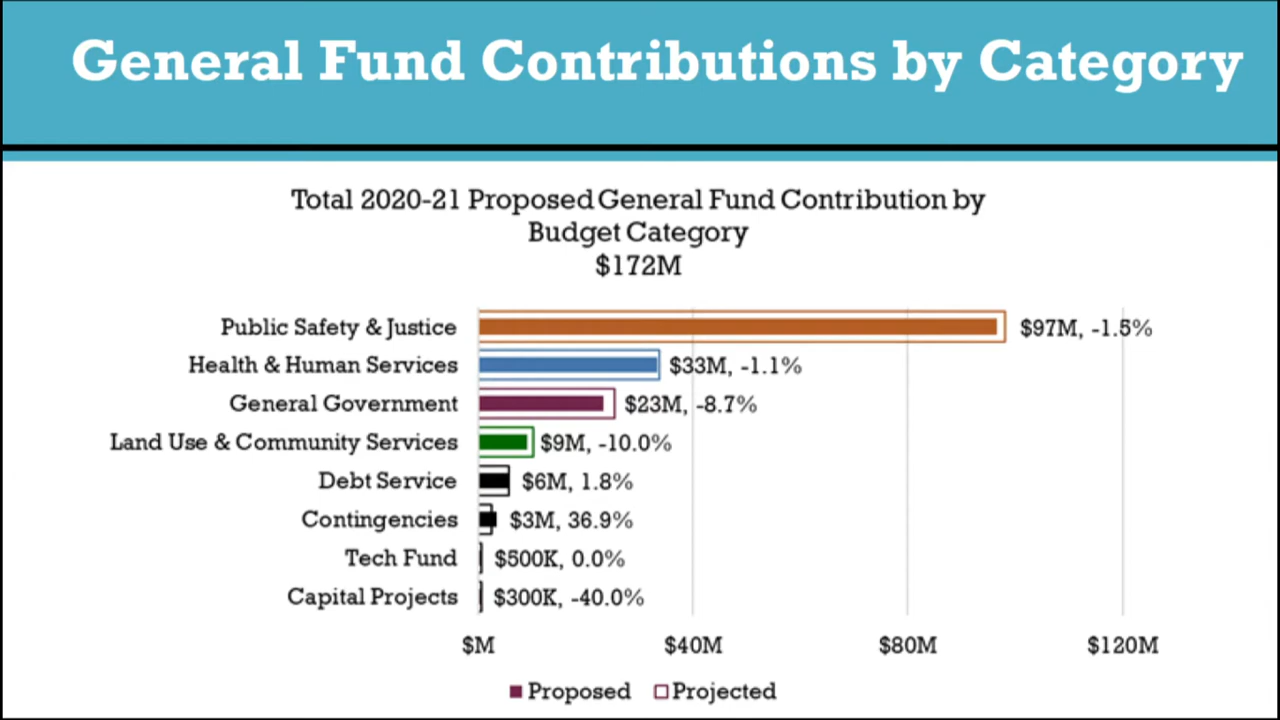 General Fund Contributions by Category
Total 2020-21 Proposed General Fund Contribution by
Budget Category
$172M
Public Safety & Justice $97M, -1.5%
Health & Human Services $33M, -1.1%
General Government $23M, -8.7%
Land Use & Community Services $9M, -10.0%
Debt Service $6M, 1.8%
Contingencies $3M, 36.9%
Tech Fund $500K, 0.0%
Capital Projects $300K, -40.0%
$M $40M $80M $120M
Proposed Projected